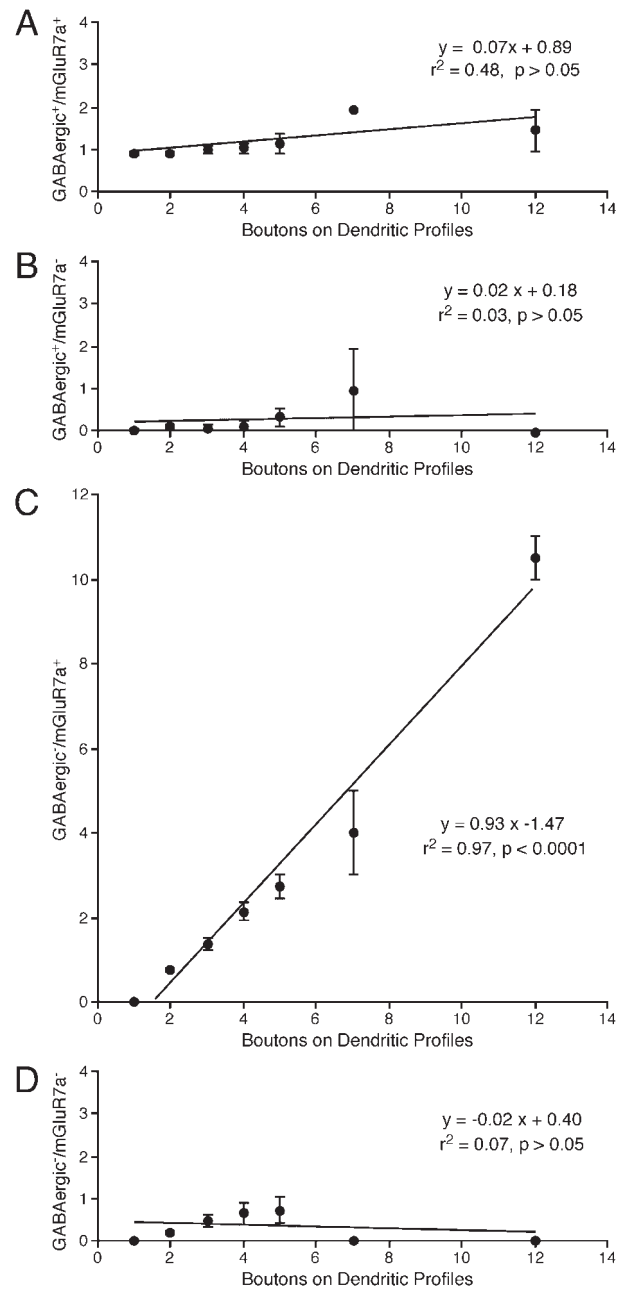 A
GABAergic⁺/mGluR7a⁺
4
3
2
1
0
y = 0.07x + 0.89
r² = 0.48, p > 0.05
0 2 4 6 8 10 12 14
Boutons on Dendritic Profiles
B
GABAergic⁺/mGluR7a⁻
4
3
2
1
0
y = 0.02 x + 0.18
r² = 0.03, p > 0.05
0 2 4 6 8 10 12 14
Boutons on Dendritic Profiles
C
GABAergic⁻/mGluR7a⁺
12
10
8
6
4
2
0
y = 0.93 x -1.47
r² = 0.97, p < 0.0001
0 2 4 6 8 10 12 14
Boutons on Dendritic Profiles
D
GABAergic⁻/mGluR7a⁻
4
3
2
1
0
y = -0.02 x + 0.40
r² = 0.07, p > 0.05
0 2 4 6 8 10 12 14
Boutons on Dendritic Profiles